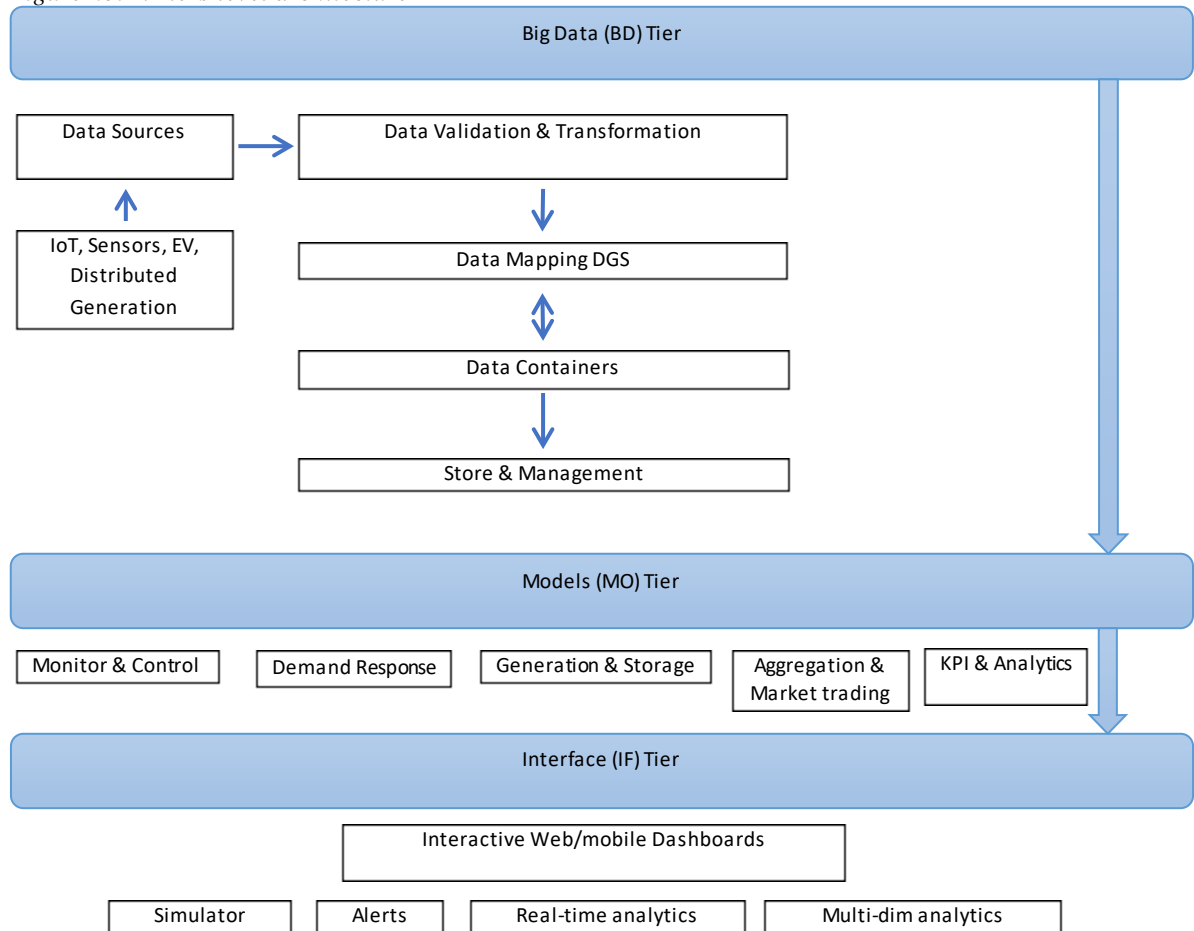 Big Data (BD) Tier
Data Sources
Data Validation & Transformation
IoT, Sensors, EV,
Distributed
Generation
Data Mapping DGS
Data Containers
Store & Management
Models (MO) Tier
Monitor & Control
Demand Response
Generation & Storage
Aggregation &
Market trading
KPI & Analytics
Interface (IF) Tier
Interactive Web/mobile Dashboards
Simulator
Alerts
Real-time analytics
Multi-dim analytics